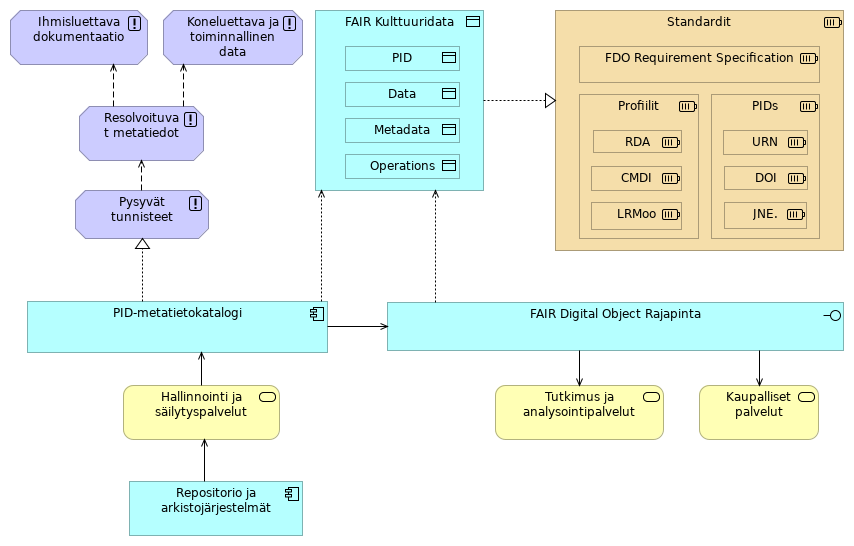 Ihmisluettava
dokumentaatio
Koneluettava ja
toiminnallinen
data
Resolvoituva
t metatiedot
Pysyvät
tunnisteet
FAIR Kulttuuridata
PID
Data
Metadata
Operations
Standardit
FDO Requirement Specification
Profiilit
RDA
CMDI
LRMoo
PIDs
URN
DOI
JNE.
PID-metatietokatalogi
FAIR Digital Object Rajapinta
Hallinnointi ja
säilytyspalvelut
Tutkimus ja
analysointipalvelut
Kaupalliset
palvelut
Repositorio ja
arkistojärjestelmät